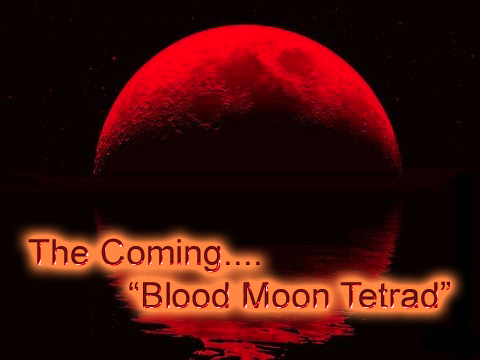 The Coming....
“Blood Moon Tetrad”